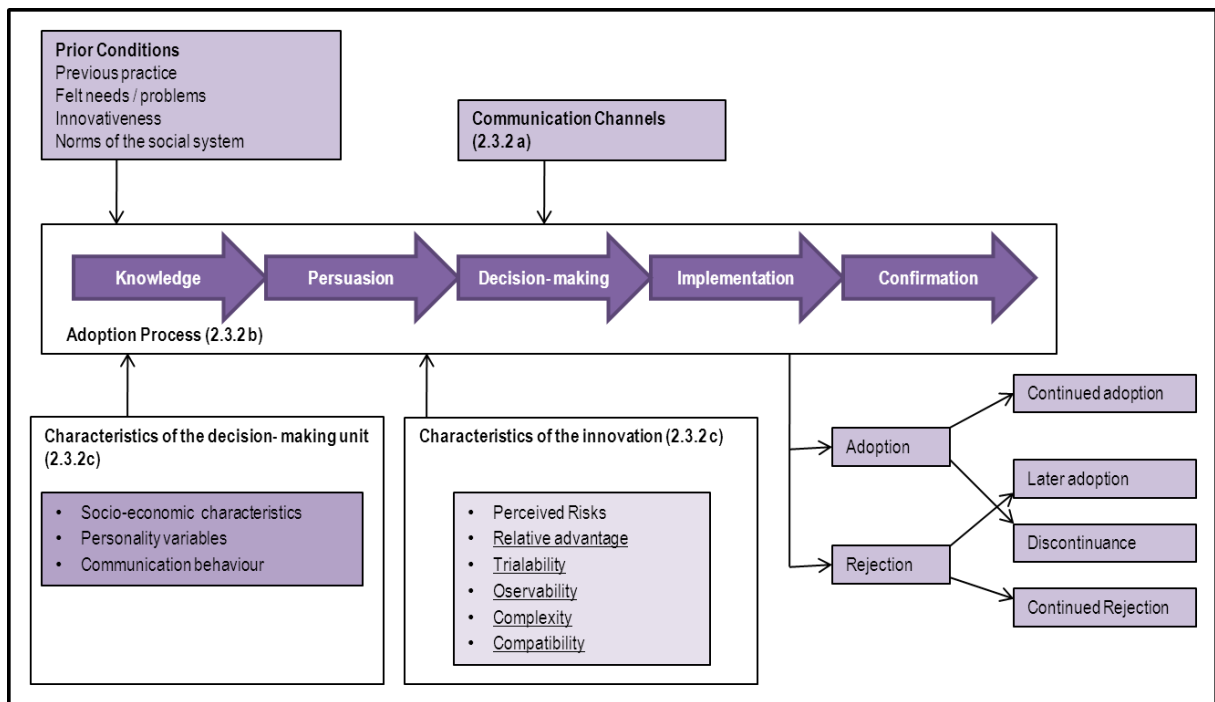 Prior Conditions
Previous practice
Felt needs / problems
Innovativeness
Norms of the social system
Communication Channels
(2.3.2 a)
Knowledge
Persuasion
Decision- making
Implementation
Confirmation
Adoption Process (2.3.2 b)
Characteristics of the decision- making unit
(2.3.2c)
• Socio-economic characteristics
• Personality variables
• Communication behaviour
Characteristics of the innovation (2.3.2 c)
• Perceived Risks
• Relative advantage
• Trialability
• Oservability
• Complexity
• Compatibility
Adoption
Rejection
Continued adoption
Later adoption
Discontinuance
Continued Rejection